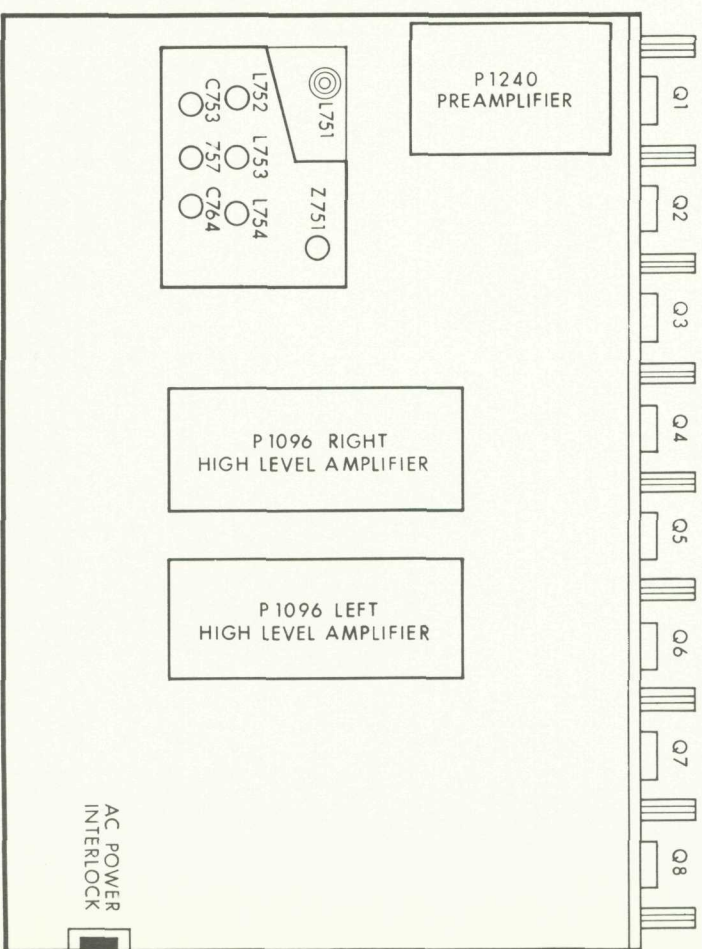 P1240
PREAMPLIFIER
L751
L752
C753
L753
757
L754
C764
Z751
P1096 RIGHT
HIGH LEVEL AMPLIFIER
P1096 LEFT
HIGH LEVEL AMPLIFIER
AC POWER
INTERLOCK
Q1
Q2
Q3
Q4
Q5
Q6
Q7
Q8